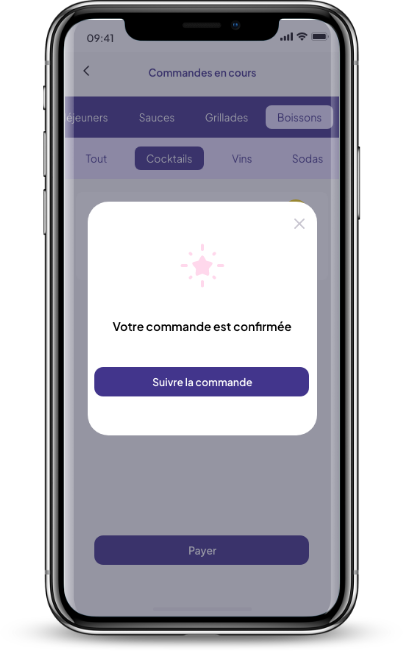 09:41
Commandes en cours
éjeuners Sauces Grillades Boissons
Tout Cocktails Vins Sodas
Votre commande est confirmée
Suivre la commande
Payer